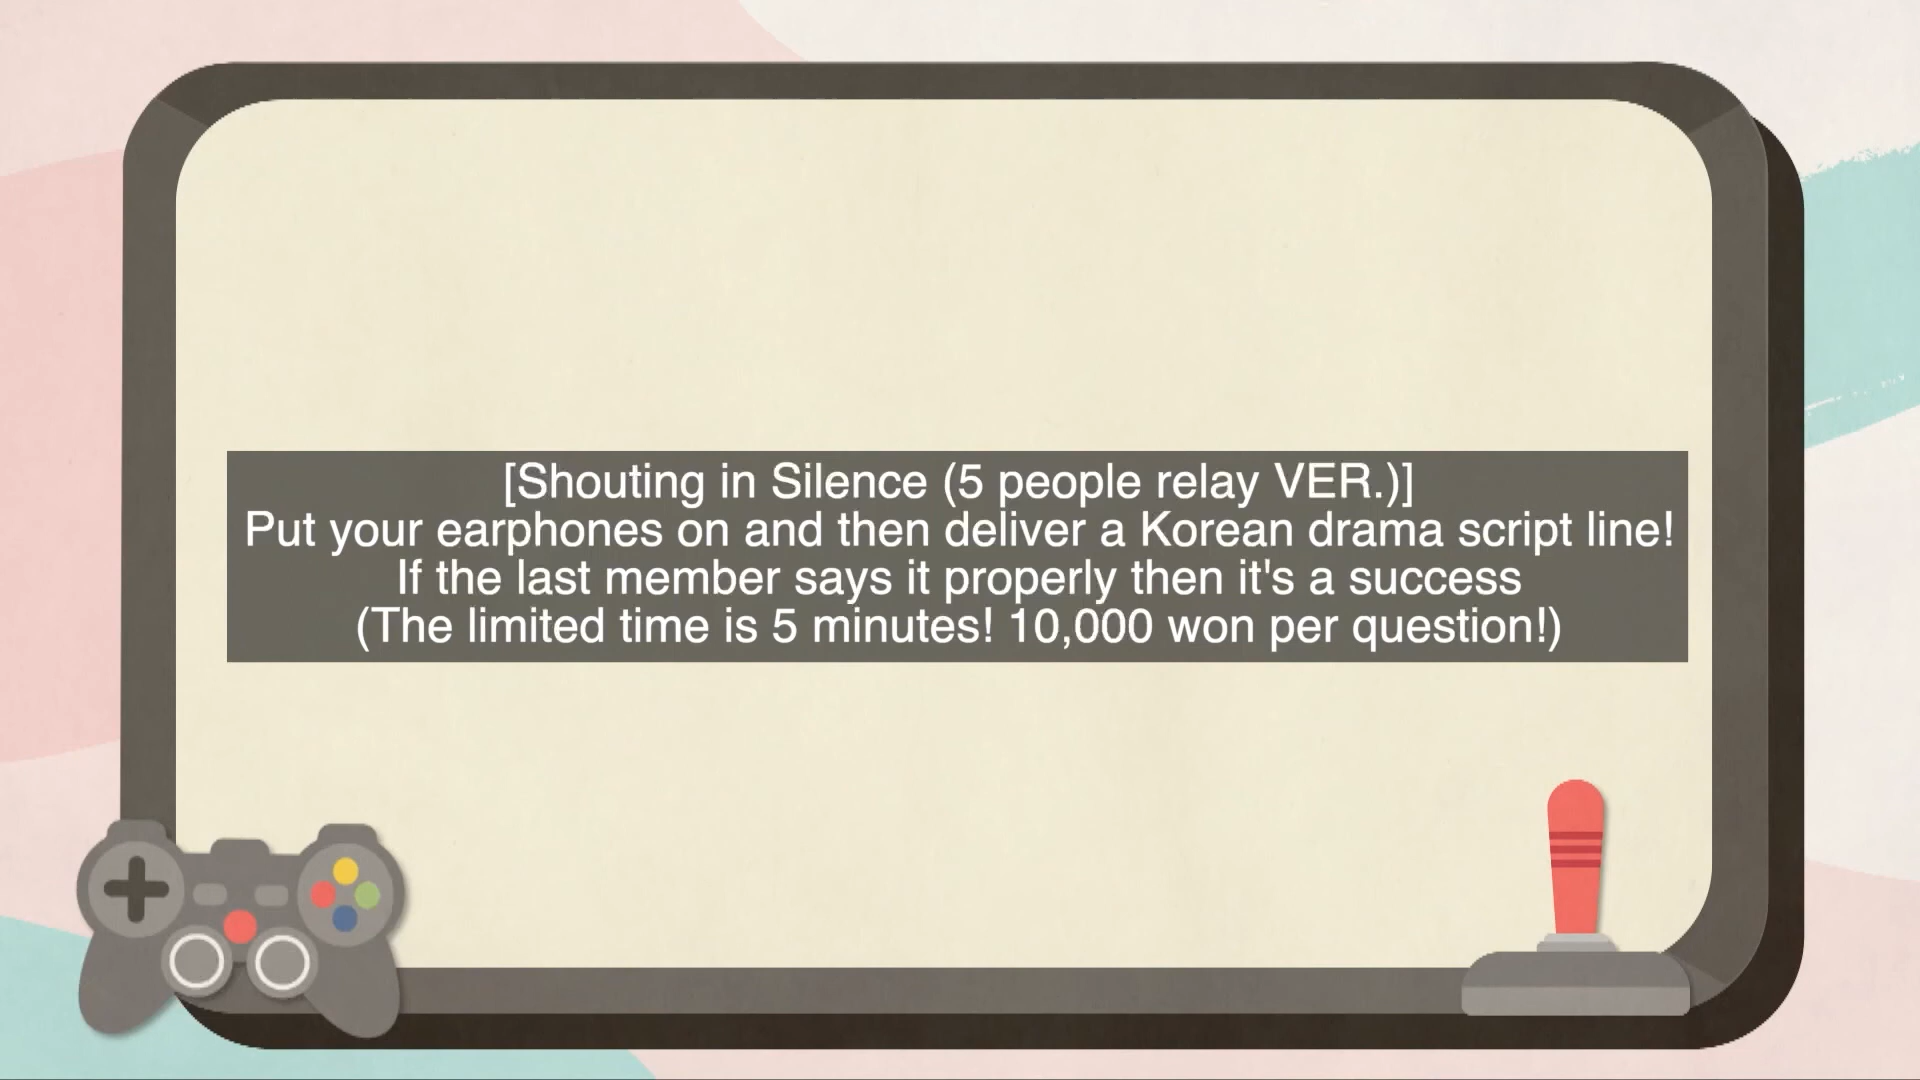 [Shouting in Silence (5 people relay VER.)]
Put your earphones on and then deliver a Korean drama script line!
If the last member says it properly then it's a success
(The limited time is 5 minutes! 10,000 won per question!)